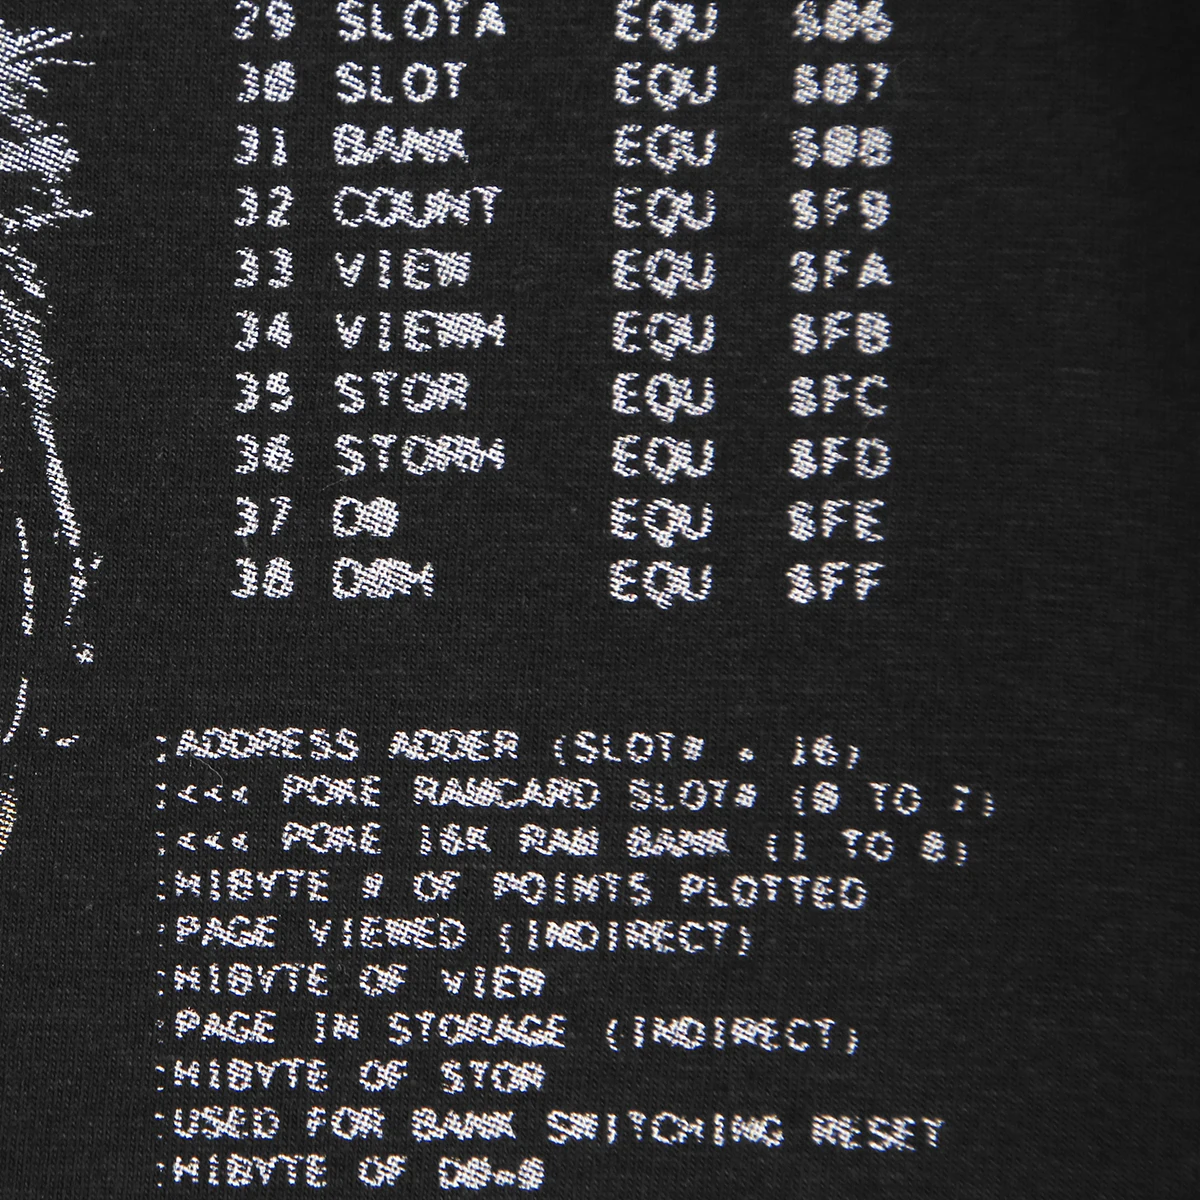 29 SLOTA EQU $06
30 SLOT EQU $07
31 BANK EQU $08
32 COUNT EQU $F9
33 VIEW EQU $FA
34 VIEWH EQU $FB
35 STOR EQU $FC
36 STORH EQU $FD
37 D0 EQU $FE
38 D0H EQU $FF
;ADDRESS ADDER (SLOT# * 16)
;<<< POKE RAMCARD SLOT# (0 TO 7)
;<<< POKE 16K RAM BANK (1 TO 8)
;HIBYTE # OF POINTS PLOTTED
;PAGE VIEWED (INDIRECT)
;HIBYTE OF VIEW
;PAGE IN STORAGE (INDIRECT)
;HIBYTE OF STOR
;USED FOR BANK SWITCHING RESET
;HIBYTE OF D0=0